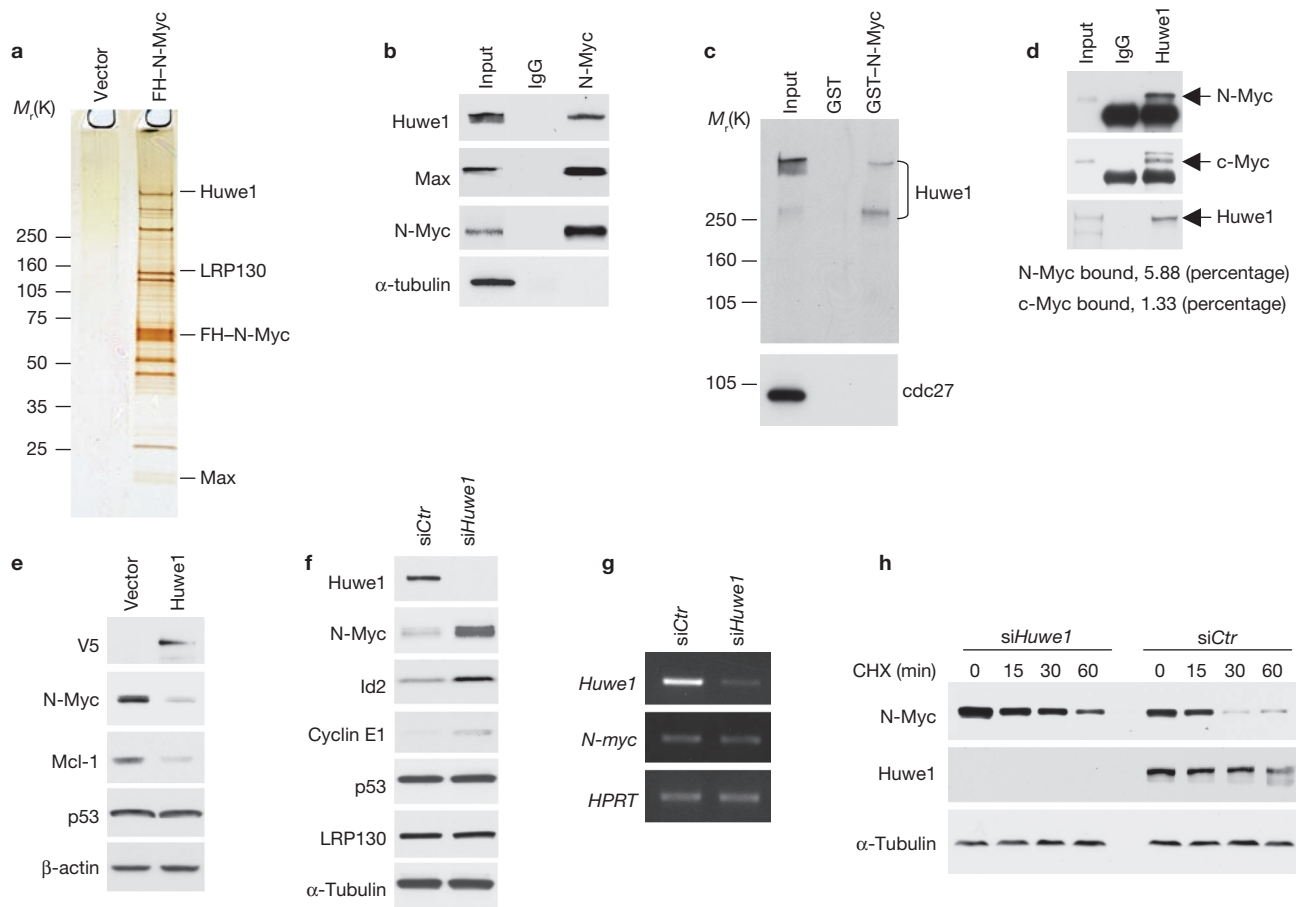 a
Vector
FH–N-Myc
Mr(K)
250
160
105
75
50
35
25
Huwe1
LRP130
FH–N-Myc
Max
b
Input
IgG
N-Myc
Huwe1
Max
N-Myc
α-tubulin
c
Input
GST
GST–N-Myc
Mr(K)
250
160
105
Huwe1
105
cdc27
d
Input
IgG
Huwe1
N-Myc
c-Myc
Huwe1
N-Myc bound, 5.88 (percentage)
c-Myc bound, 1.33 (percentage)
e
Vector
Huwe1
V5
N-Myc
Mcl-1
p53
β-actin
f
siCtr
siHuwe1
Huwe1
N-Myc
Id2
Cyclin E1
p53
LRP130
α-Tubulin
g
siCtr
siHuwe1
Huwe1
N-myc
HPRT
h
siHuwe1 siCtr
CHX (min) 0 15 30 60 0 15 30 60
N-Myc
Huwe1
α-Tubulin